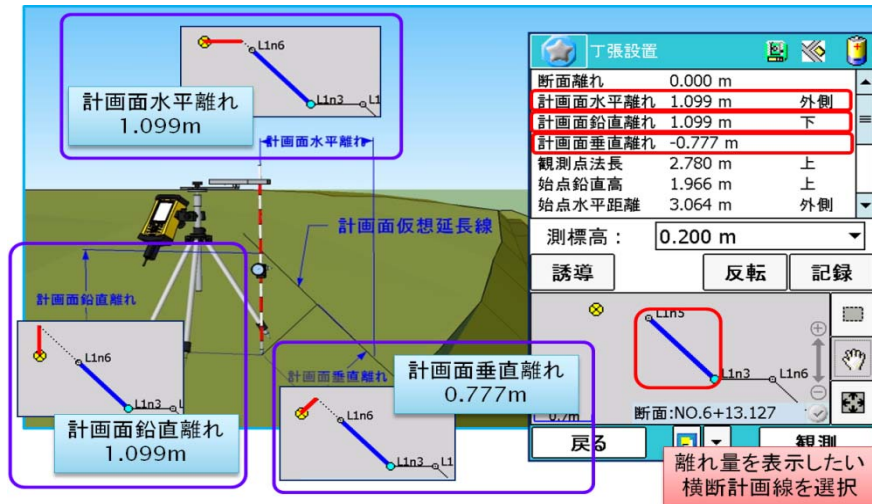 L1n6
L1n3
L1
計画面水平離れ
1.099m
計画面水平離れ
計画面仮想延長線
計画面鉛直離れ
L1n6
L1n3
計画面鉛直離れ
1.099m
計画面垂直離れ
計画面垂直離れ
0.777m
L1n6
L1n3
L1
丁張設置
断面離れ 0.000 m
計画面水平離れ 1.099 m 外側
計画面鉛直離れ 1.099 m 下
計画面垂直離れ -0.777 m
観測点法長 2.780 m 上
始点鉛直高 1.966 m 上
始点水平距離 3.064 m 外側
測標高： 0.200 m
誘導 反転 記録
L1n5
L1n3
L1n6
0.7m
断面:NO.6+13.127
戻る 観測
離れ量を表示したい
横断計画線を選択